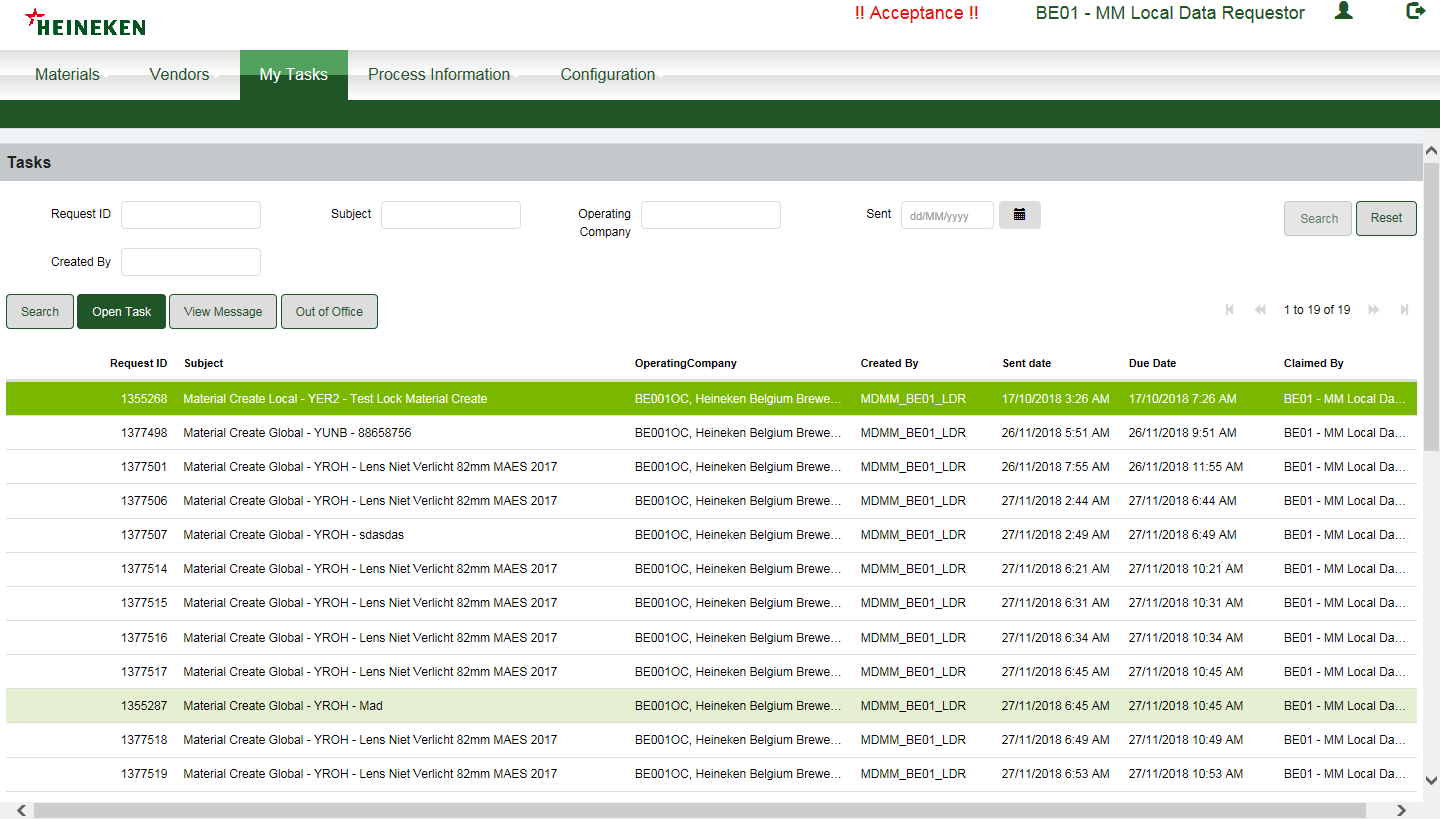 HEINEKEN
!! Acceptance !! BE01 - MM Local Data Requestor
Materials Vendors My Tasks Process Information Configuration
Tasks
Request ID Subject Operating Company Sent dd/MM/yyyy Search Reset
Created By
Search Open Task View Message Out of Office 1 to 19 of 19
Request ID Subject OperatingCompany Created By Sent date Due Date Claimed By
1355268 Material Create Local - YER2 - Test Lock Material Create BE001OC, Heineken Belgium Brewe... MDMM_BE01_LDR 17/10/2018 3:26 AM 17/10/2018 7:26 AM BE01 - MM Local Da...
1377498 Material Create Global - YUNB - 88658756 BE001OC, Heineken Belgium Brewe... MDMM_BE01_LDR 26/11/2018 5:51 AM 26/11/2018 9:51 AM BE01 - MM Local Da...
1377501 Material Create Global - YROH - Lens Niet Verlicht 82mm MAES 2017 BE001OC, Heineken Belgium Brewe... MDMM_BE01_LDR 26/11/2018 7:55 AM 26/11/2018 11:55 AM BE01 - MM Local Da...
1377506 Material Create Global - YROH - Lens Niet Verlicht 82mm MAES 2017 BE001OC, Heineken Belgium Brewe... MDMM_BE01_LDR 27/11/2018 2:44 AM 27/11/2018 6:44 AM BE01 - MM Local Da...
1377507 Material Create Global - YROH - sdasdas BE001OC, Heineken Belgium Brewe... MDMM_BE01_LDR 27/11/2018 2:49 AM 27/11/2018 6:49 AM BE01 - MM Local Da...
1377514 Material Create Global - YROH - Lens Niet Verlicht 82mm MAES 2017 BE001OC, Heineken Belgium Brewe... MDMM_BE01_LDR 27/11/2018 6:21 AM 27/11/2018 10:21 AM BE01 - MM Local Da...
1377515 Material Create Global - YROH - Lens Niet Verlicht 82mm MAES 2017 BE001OC, Heineken Belgium Brewe... MDMM_BE01_LDR 27/11/2018 6:31 AM 27/11/2018 10:31 AM BE01 - MM Local Da...
1377516 Material Create Global - YROH - Lens Niet Verlicht 82mm MAES 2017 BE001OC, Heineken Belgium Brewe... MDMM_BE01_LDR 27/11/2018 6:34 AM 27/11/2018 10:34 AM BE01 - MM Local Da...
1377517 Material Create Global - YROH - Lens Niet Verlicht 82mm MAES 2017 BE001OC, Heineken Belgium Brewe... MDMM_BE01_LDR 27/11/2018 6:45 AM 27/11/2018 10:45 AM BE01 - MM Local Da...
1355287 Material Create Global - YROH - Mad BE001OC, Heineken Belgium Brewe... MDMM_BE01_LDR 27/11/2018 6:45 AM 27/11/2018 10:45 AM BE01 - MM Local Da...
1377518 Material Create Global - YROH - Lens Niet Verlicht 82mm MAES 2017 BE001OC, Heineken Belgium Brewe... MDMM_BE01_LDR 27/11/2018 6:49 AM 27/11/2018 10:49 AM BE01 - MM Local Da...
1377519 Material Create Global - YROH - Lens Niet Verlicht 82mm MAES 2017 BE001OC, Heineken Belgium Brewe... MDMM_BE01_LDR 27/11/2018 6:53 AM 27/11/2018 10:53 AM BE01 - MM Local Da...